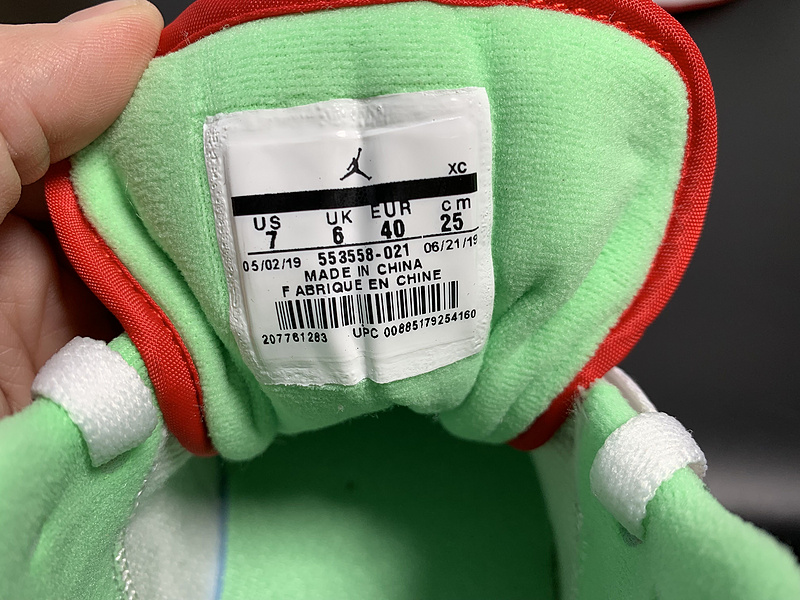 XC
US UK EUR cm
7 6 40 25
05/02/19 553558-021 06/21/19
MADE IN CHINA
FABRIQUE EN CHINE
207761283 UPC 00885179254160